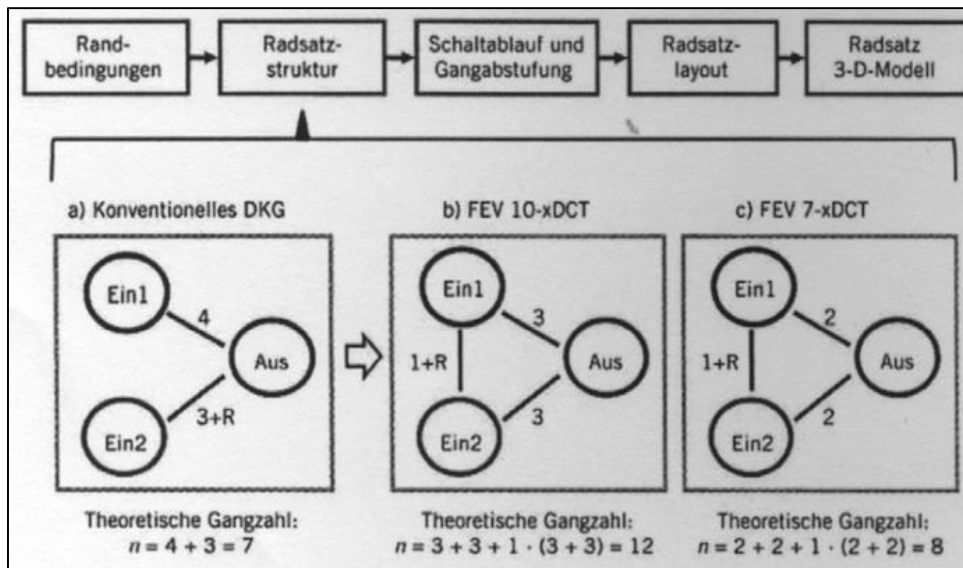 Rand-
bedingungen
Radsatz-
struktur
Schaltablauf und
Gangabstufung
Radsatz-
layout
Radsatz
3-D-Modell
a) Konventionelles DKG
Ein1
4
Aus
3+R
Ein2
Theoretische Gangzahl:
n = 4 + 3 = 7
b) FEV 10-xDCT
Ein1
3
1+R
Aus
3
Ein2
Theoretische Gangzahl:
n = 3 + 3 + 1 · (3 + 3) = 12
c) FEV 7-xDCT
Ein1
2
1+R
Aus
2
Ein2
Theoretische Gangzahl:
n = 2 + 2 + 1 · (2 + 2) = 8